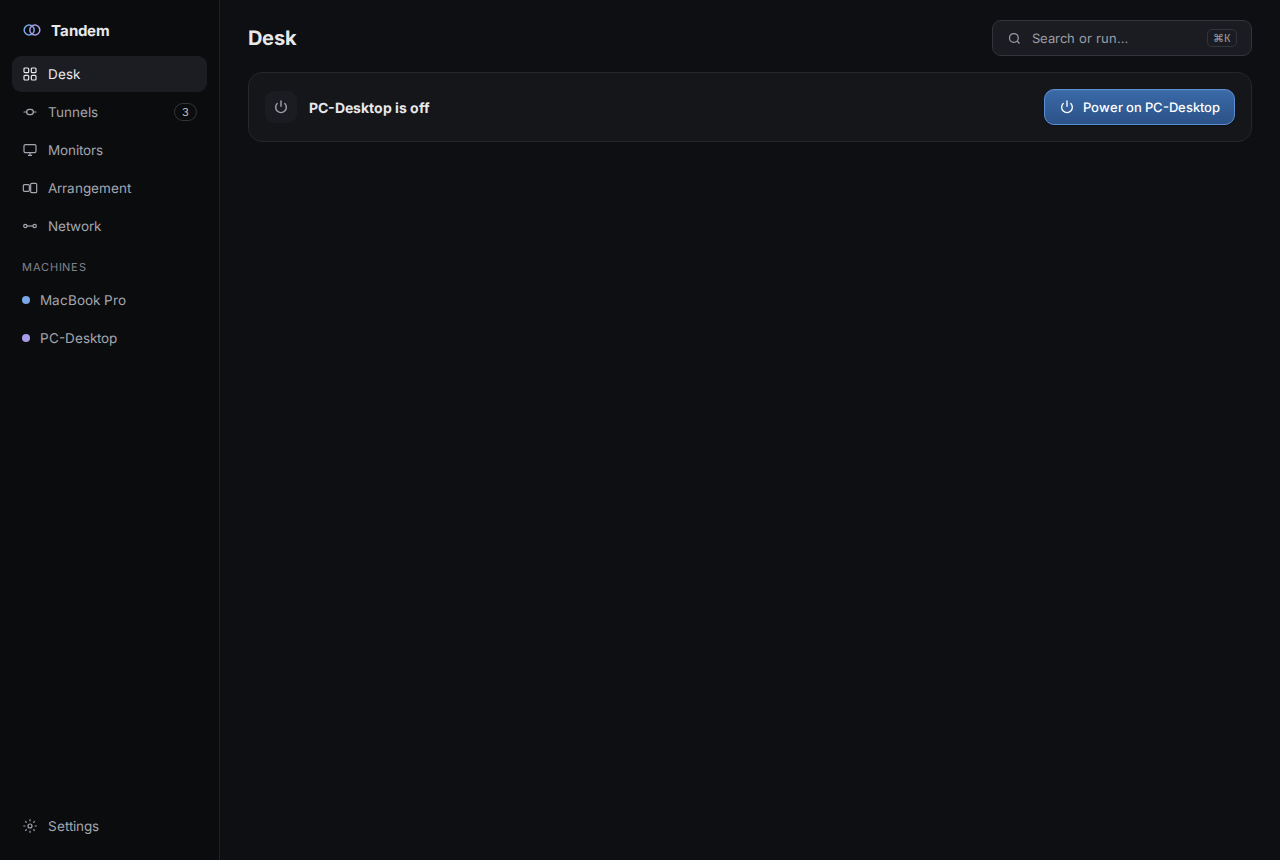 Tandem
Desk
Tunnels 3
Monitors
Arrangement
Network
MACHINES
MacBook Pro
PC-Desktop
Settings
Desk
Search or run... ⌘K
PC-Desktop is off
Power on PC-Desktop